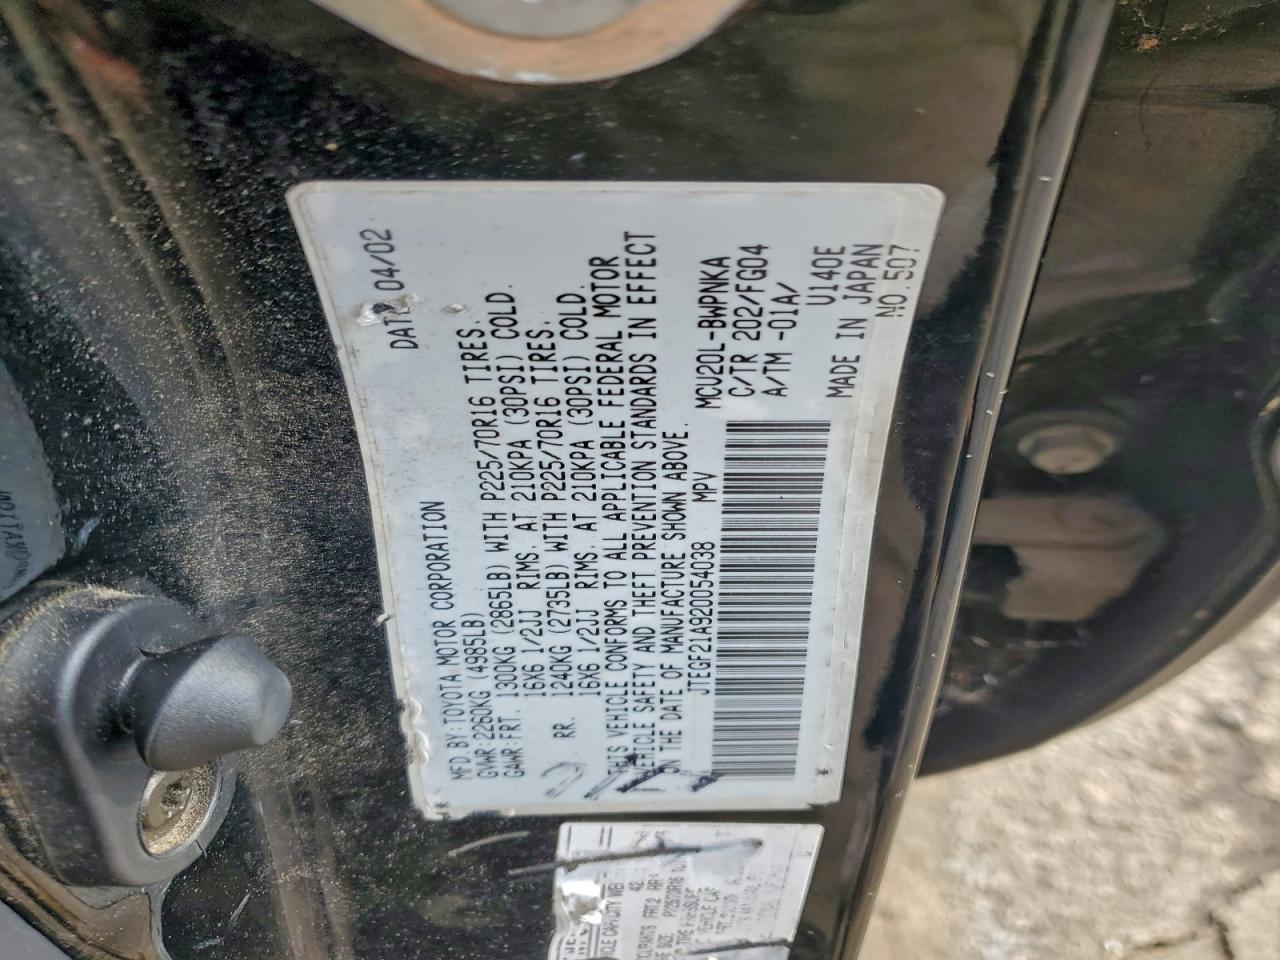 MFD BY:TOYOTA MOTOR CORPORATION 04/02
GVWR:2260KG (4985LB)
GAWR:FRT. 1300KG (2865LB) WITH P225/70R16 TIRES.
16X6 1/2JJ RIMS. AT 210KPA (30PSI) COLD.
RR. 1240KG (2735LB) WITH P225/70R16 TIRES.
16X6 1/2JJ RIMS. AT 210KPA (30PSI) COLD.
THIS VEHICLE CONFORMS TO ALL APPLICABLE FEDERAL MOTOR
VEHICLE SAFETY AND THEFT PREVENTION STANDARDS IN EFFECT
ON THE DATE OF MANUFACTURE SHOWN ABOVE.
JTEGF21A920054038 MPV
MCU20L-BWPNKA
C/TR 202/FG04
A/TM -01A/
U140E
MADE IN JAPAN
NO.507